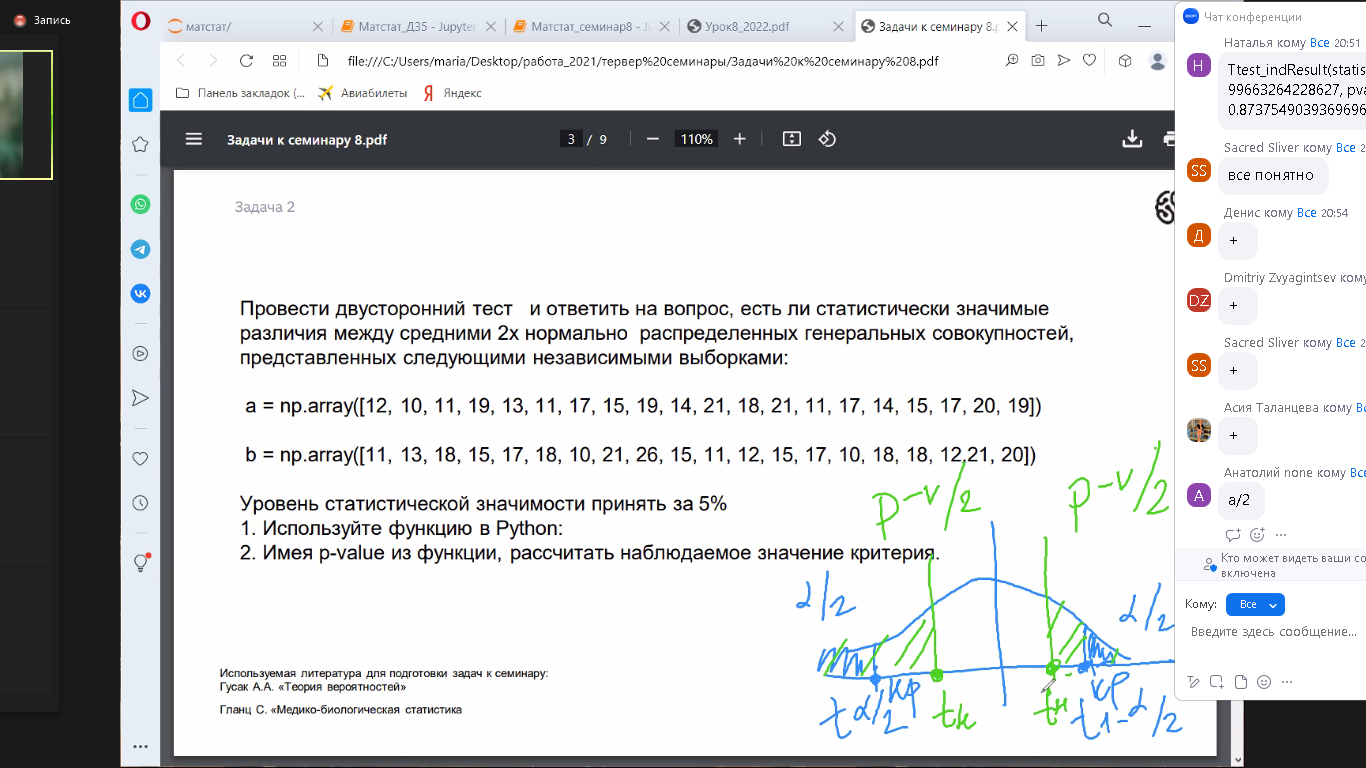 Запись
матстат/
Матстат_ДЗ5 - Jupyter
Матстат_семинар8 - Ju
Урок8_2022.pdf
Задачи к семинару 8.p
file:///C:/Users/maria/Desktop/работа_2021/тервер%20семинары/Задачи%20к%20семинару%208.pdf
Панель закладок (...
Авиабилеты
Яндекс
Задачи к семинару 8.pdf
3 / 9
110%
Задача 2
Провести двусторонний тест и ответить на вопрос, есть ли статистически значимые
различия между средними 2х нормально распределенных генеральных совокупностей,
представленных следующими независимыми выборками:
a = np.array([12, 10, 11, 19, 13, 11, 17, 15, 19, 14, 21, 18, 21, 11, 17, 14, 15, 17, 20, 19])
b = np.array([11, 13, 18, 15, 17, 18, 10, 21, 26, 15, 11, 12, 15, 17, 10, 18, 18, 12,21, 20])
Уровень статистической значимости принять за 5%
1. Используйте функцию в Python:
2. Имея p-value из функции, рассчитать наблюдаемое значение критерия.
p-v/2
p-v/2
α/2
α/2
кр
t α/2
tн
tн
кр
t1-α/2
Используемая литература для подготовки задач к семинару:
Гусак А.А. «Теория вероятностей»
Гланц С. «Медико-биологическая статистика
Чат конференции
Наталья кому Все 20:51
Н
Ttest_indResult(statis
99663264228627, pva
0.8737549039369696
Sacred Sliver кому Все 2
SS
все понятно
Денис кому Все 20:54
Д
+
Dmitriy Zvyagintsev кому
DZ
+
Sacred Sliver кому Все 2
SS
+
Асия Таланцева кому Вс
+
Анатолий none кому Все
А
а/2
Кто может видеть ваши со
включена
Кому: Все
Введите здесь сообщение...